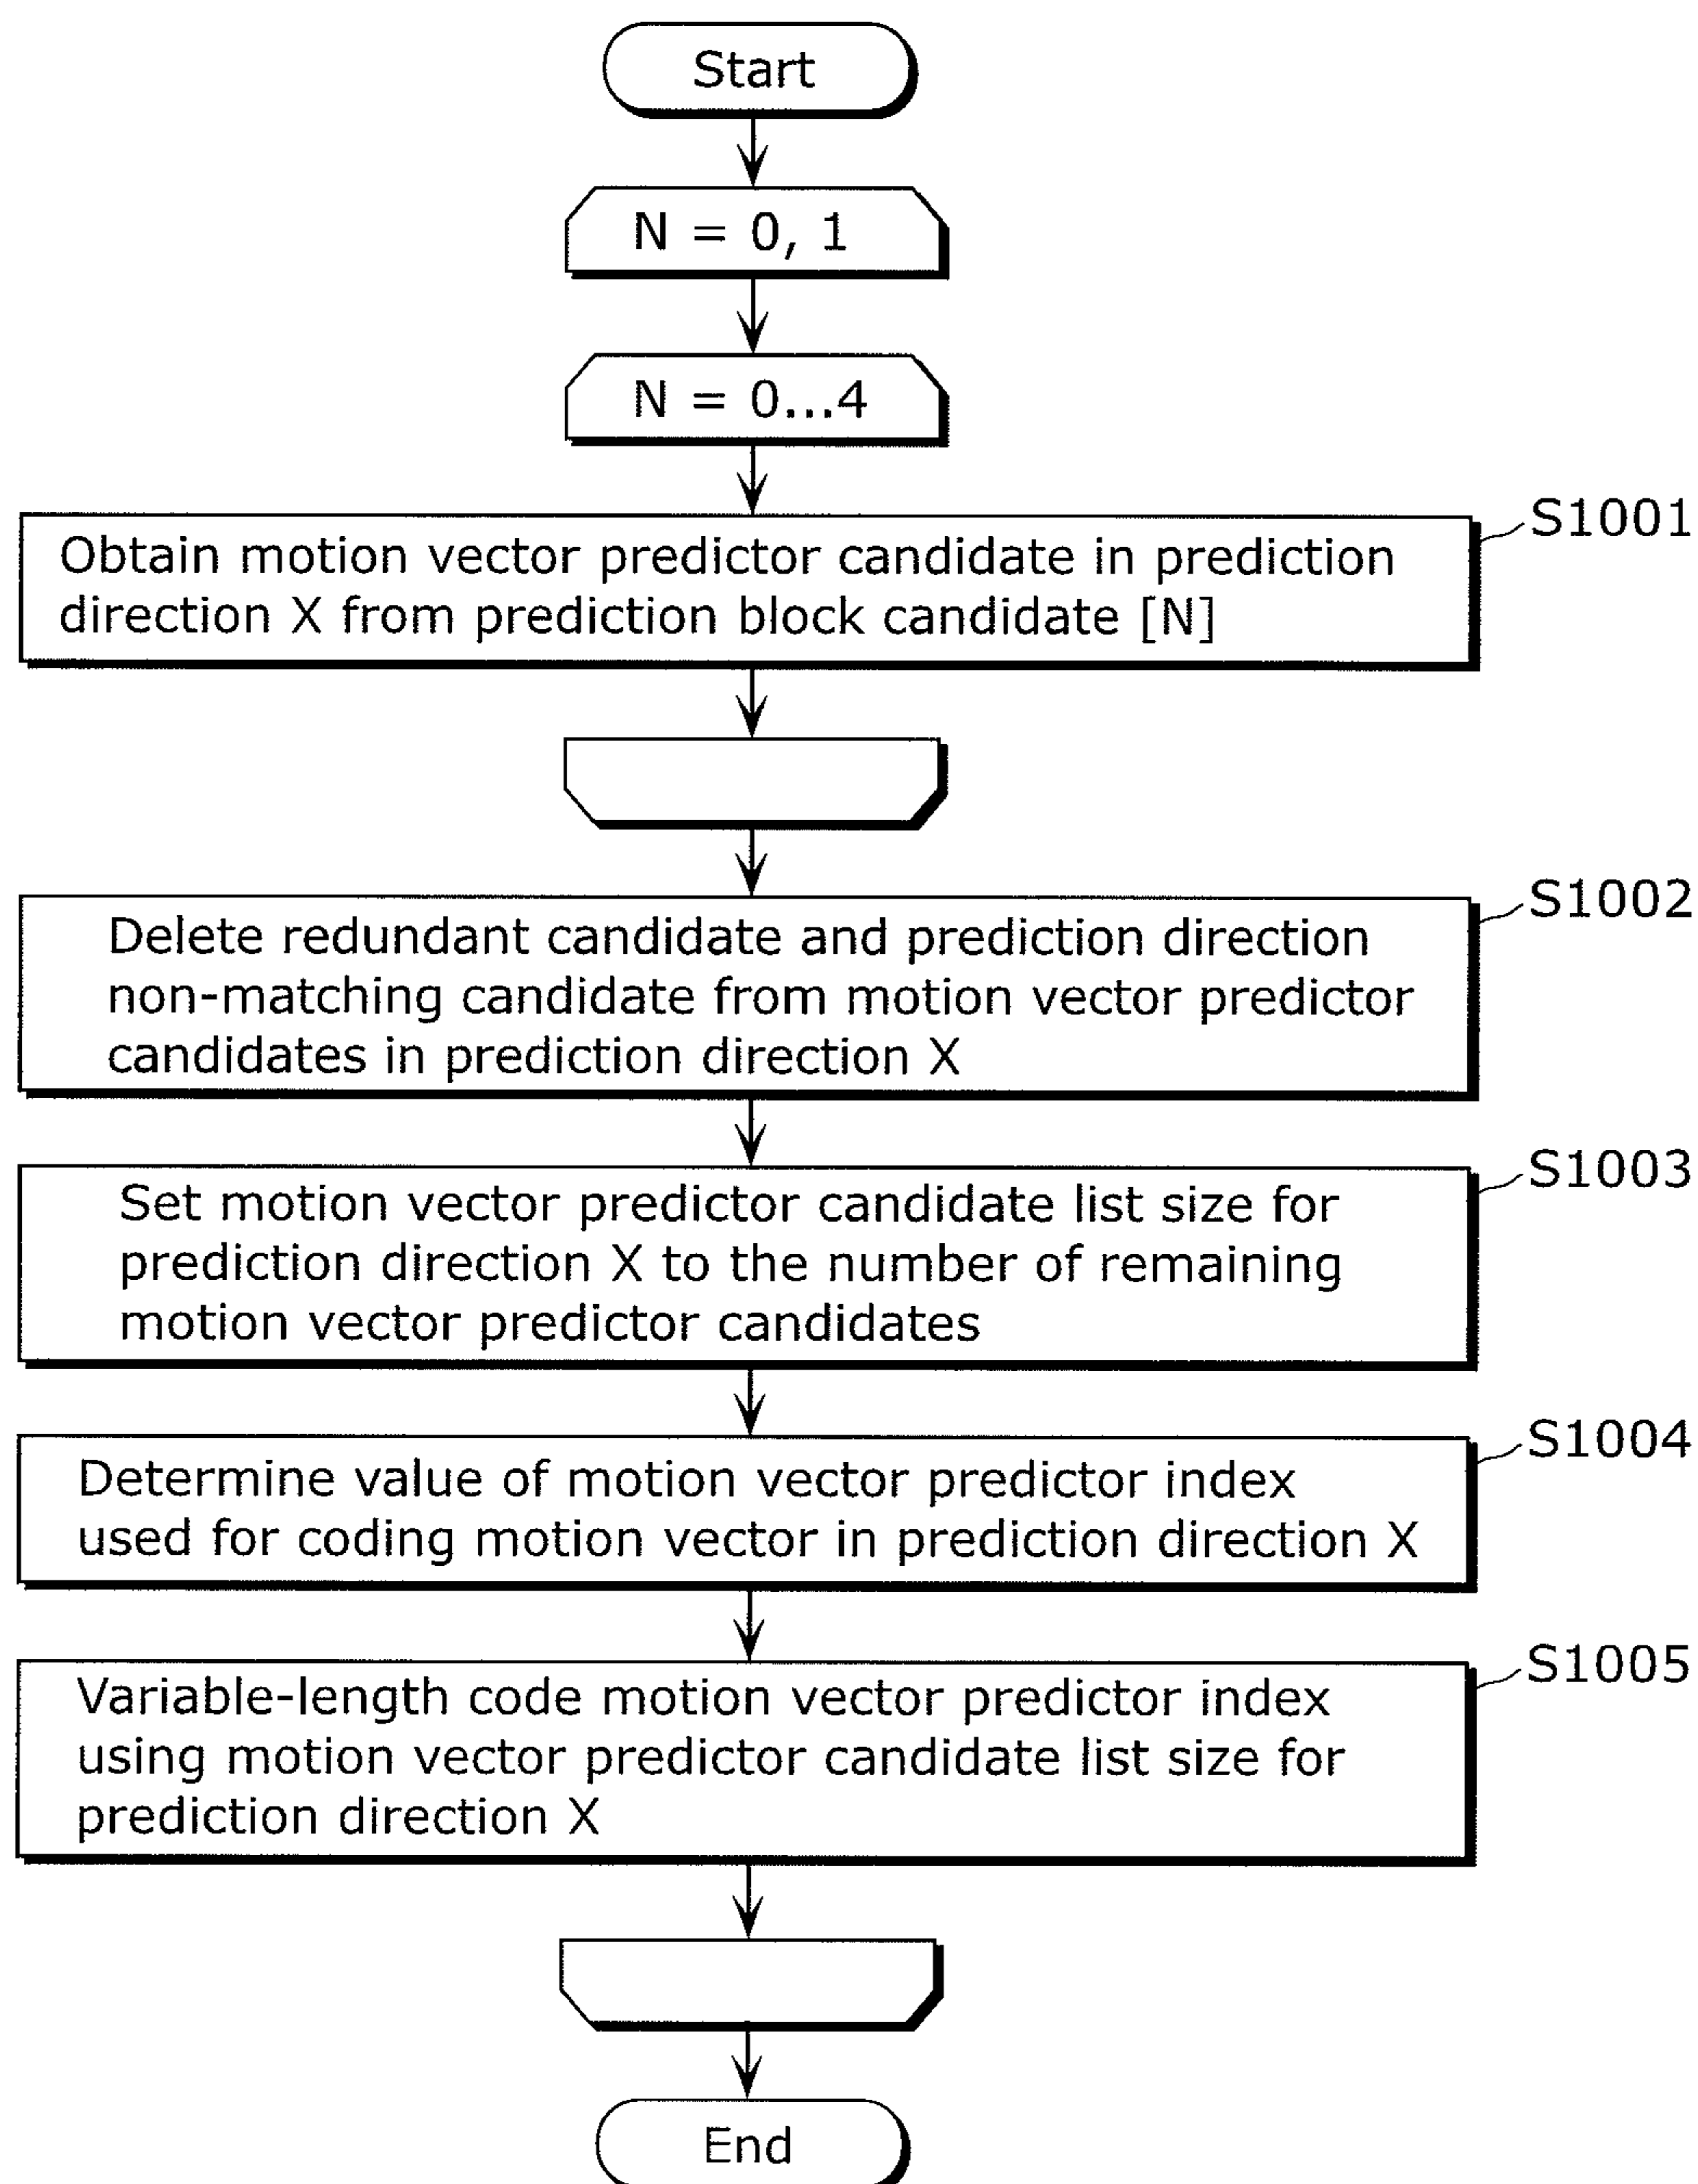 Start
N = 0, 1
N = 0...4
S1001
Obtain motion vector predictor candidate in prediction
direction X from prediction block candidate [N]
S1002
Delete redundant candidate and prediction direction
non-matching candidate from motion vector predictor
candidates in prediction direction X
S1003
Set motion vector predictor candidate list size for
prediction direction X to the number of remaining
motion vector predictor candidates
S1004
Determine value of motion vector predictor index
used for coding motion vector in prediction direction X
S1005
Variable-length code motion vector predictor index
using motion vector predictor candidate list size for
prediction direction X
End